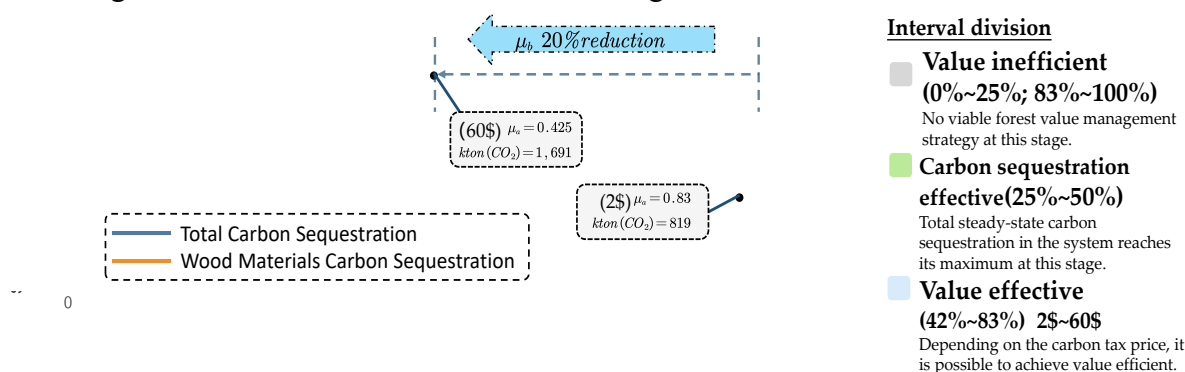 μ_b 20%reduction
(60$) μ_a=0.425
kton(CO₂)=1,691
(2$) μ_a=0.83
kton(CO₂)=819
Total Carbon Sequestration
Wood Materials Carbon Sequestration
0
Interval division
Value inefficient
(0%~25%; 83%~100%)
No viable forest value management
strategy at this stage.
Carbon sequestration
effective(25%~50%)
Total steady-state carbon
sequestration in the system reaches
its maximum at this stage.
Value effective
(42%~83%) 2$~60$
Depending on the carbon tax price, it
is possible to achieve value efficient.